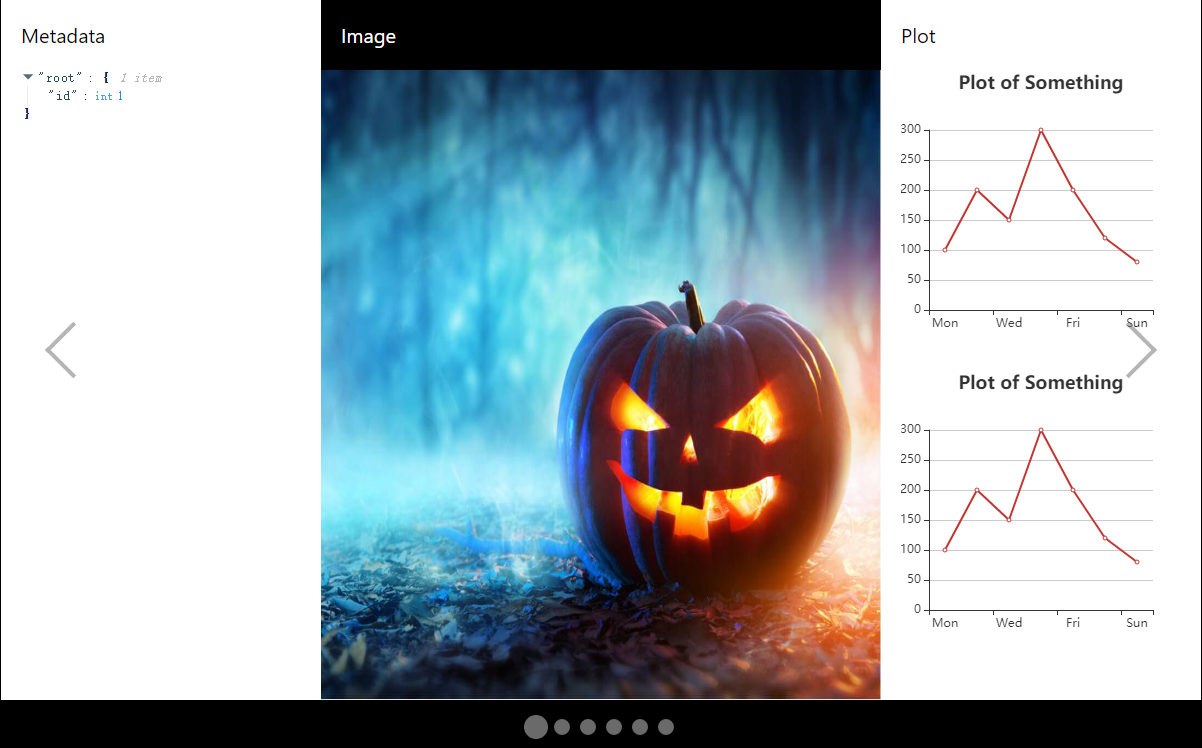 Metadata
"root" : { 1 item
"id" : int 1
}
Image
Plot
Plot of Something
300
250
200
150
100
50
0
Mon Wed Fri Sun
Plot of Something
300
250
200
150
100
50
0
Mon Wed Fri Sun